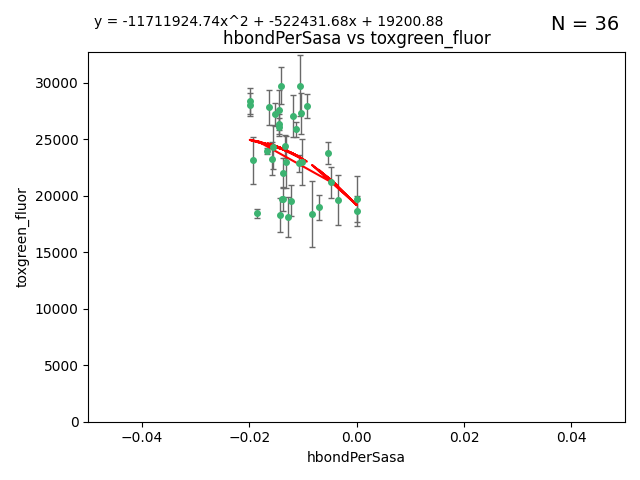 y = -11711924.74x^2 + -522431.68x + 19200.88
N = 36
hbondPerSasa vs toxgreen_fluor
30000
25000
20000
15000
10000
5000
0
toxgreen_fluor
−0.04
−0.02
0.00
0.02
0.04
hbondPerSasa